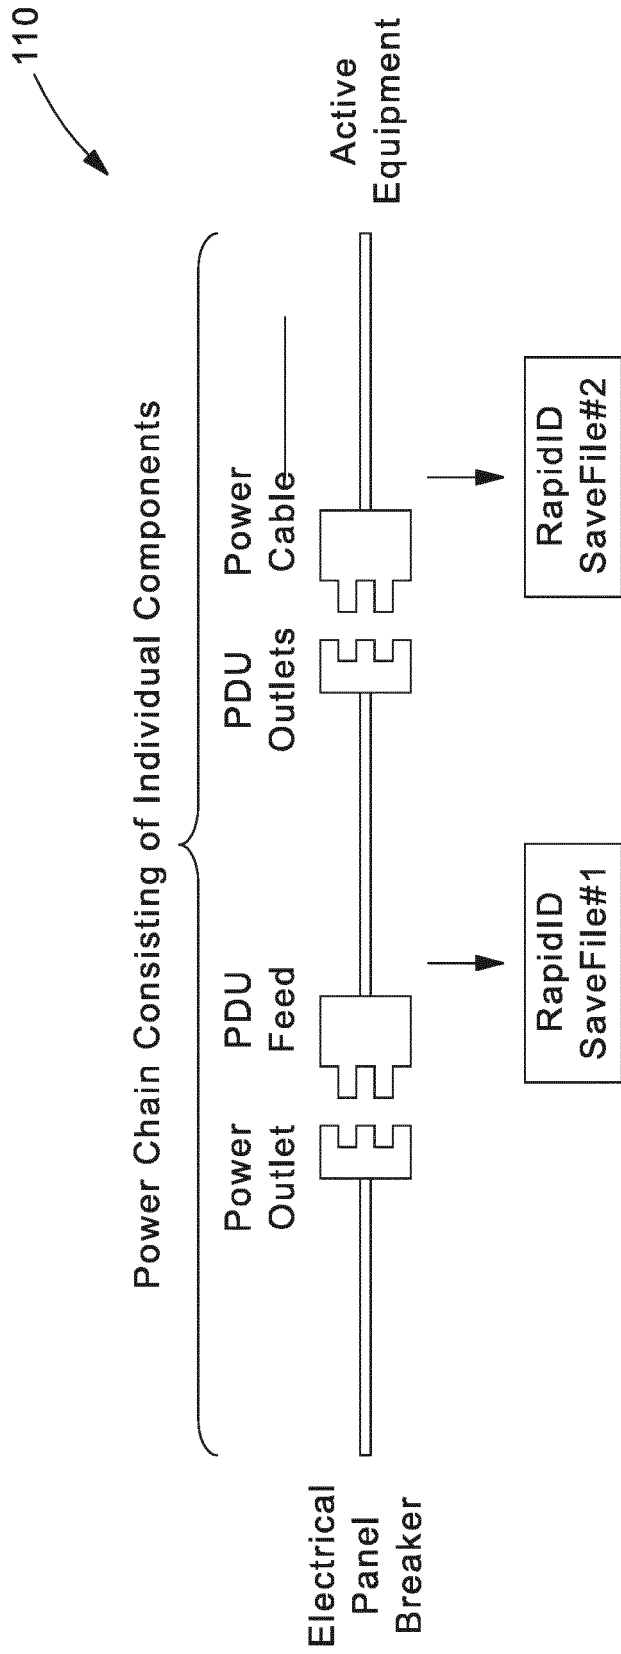 110
Power Chain Consisting of Individual Components
Electrical
Panel
Breaker
Power
Outlet
PDU
Feed
PDU
Outlets
Power
Cable
Active
Equipment
RapidID
SaveFile#1
RapidID
SaveFile#2